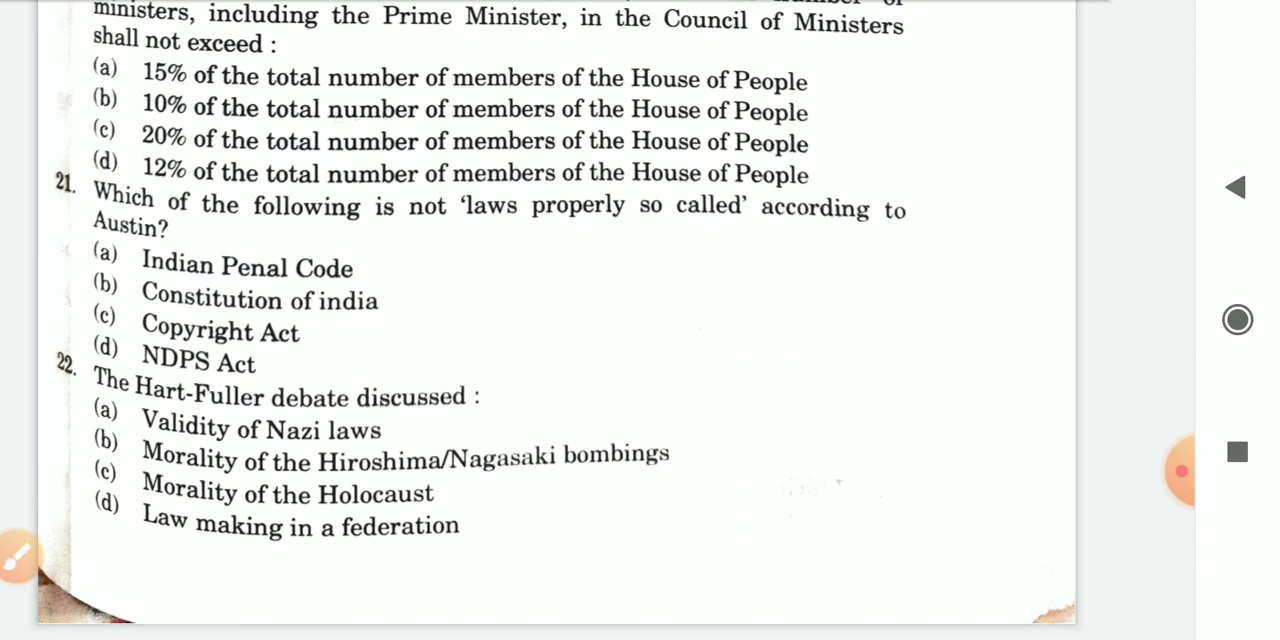 ministers, including the Prime Minister, in the Council of Ministers
shall not exceed :
(a) 15% of the total number of members of the House of People
(b) 10% of the total number of members of the House of People
(c) 20% of the total number of members of the House of People
(d) 12% of the total number of members of the House of People
21. Which of the following is not ‘laws properly so called’ according to
Austin?
(a) Indian Penal Code
(b) Constitution of india
(c) Copyright Act
(d) NDPS Act
22. The Hart-Fuller debate discussed :
(a) Validity of Nazi laws
(b) Morality of the Hiroshima/Nagasaki bombings
(c) Morality of the Holocaust
(d) Law making in a federation